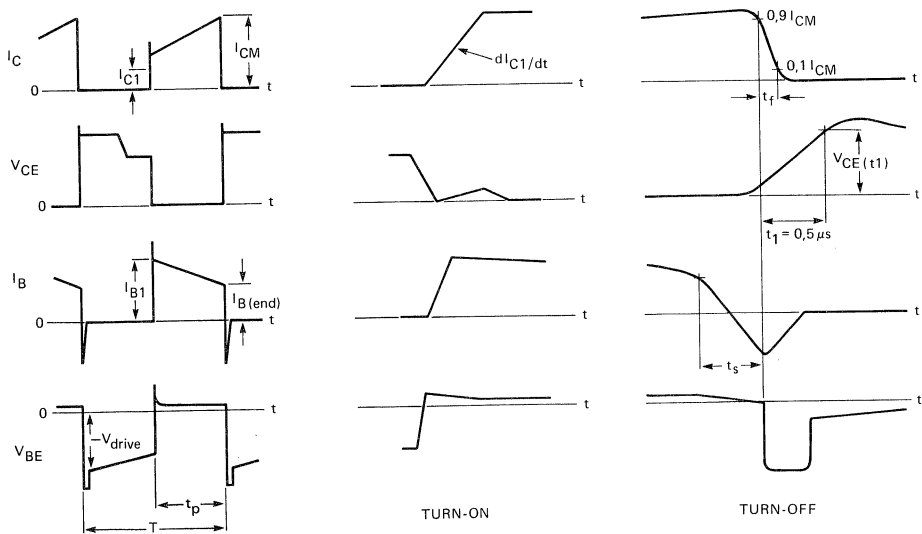 I_C
I_C1
I_CM
0
t
dI_C1/dt
0,9 I_CM
0,1 I_CM
t_f
t
V_CE
0
t
V_CE (t1)
t_1 = 0,5 μs
t
I_B
I_B1
I_B (end)
0
t
t_s
t
0
t
–V_drive
V_BE
t_p
T
t
TURN-ON
TURN-OFF